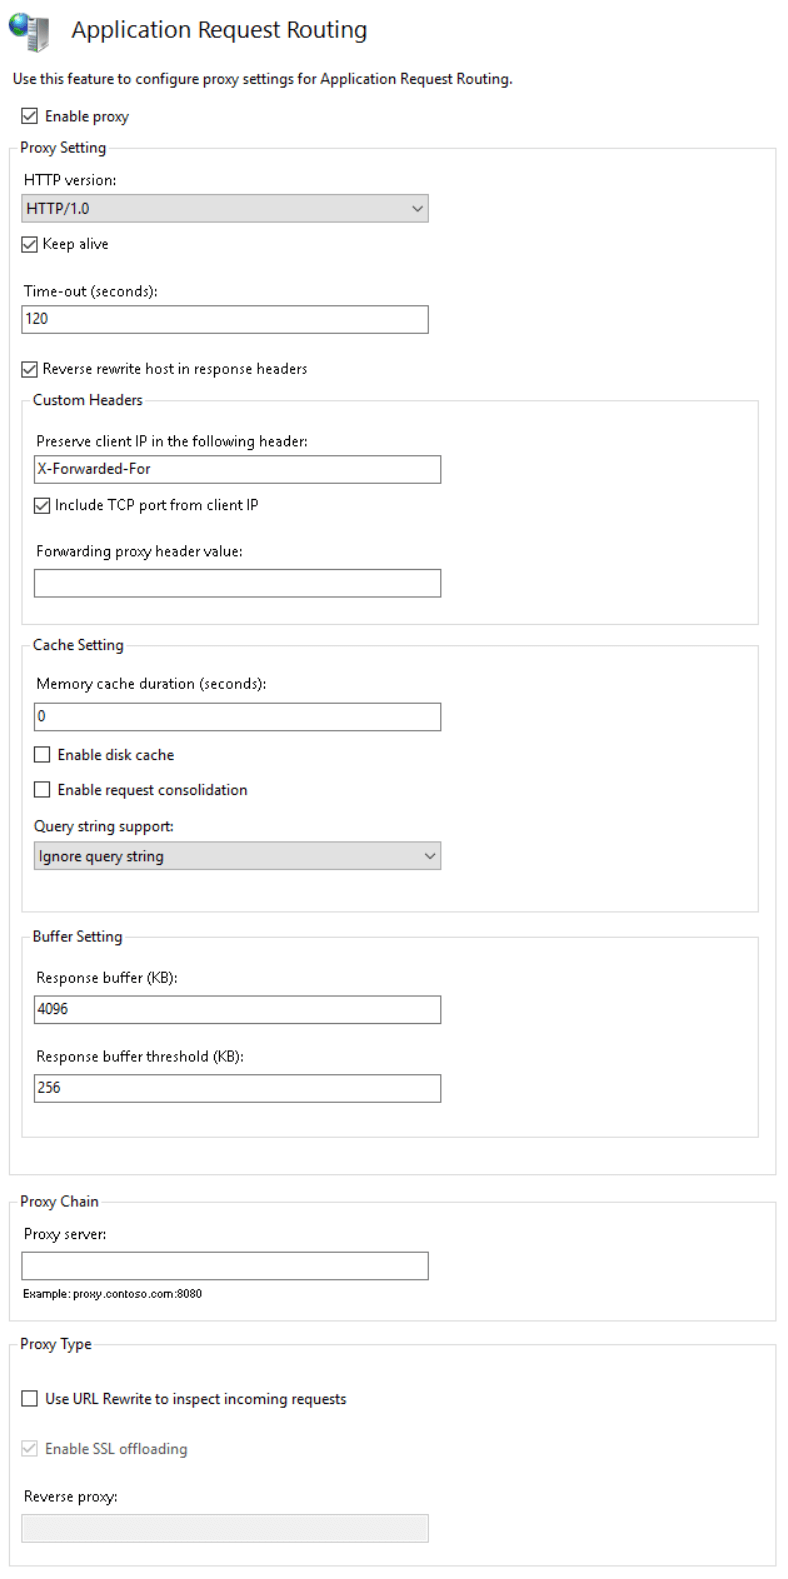 Application Request Routing
Use this feature to configure proxy settings for Application Request Routing.
Enable proxy
Proxy Setting
HTTP version:
HTTP/1.0
Keep alive
Time-out (seconds):
120
Reverse rewrite host in response headers
Custom Headers
Preserve client IP in the following header:
X-Forwarded-For
Include TCP port from client IP
Forwarding proxy header value:
Cache Setting
Memory cache duration (seconds):
0
Enable disk cache
Enable request consolidation
Query string support:
Ignore query string
Buffer Setting
Response buffer (KB):
4096
Response buffer threshold (KB):
256
Proxy Chain
Proxy server:
Example: proxy.contoso.com:8080
Proxy Type
Use URL Rewrite to inspect incoming requests
Enable SSL offloading
Reverse proxy: